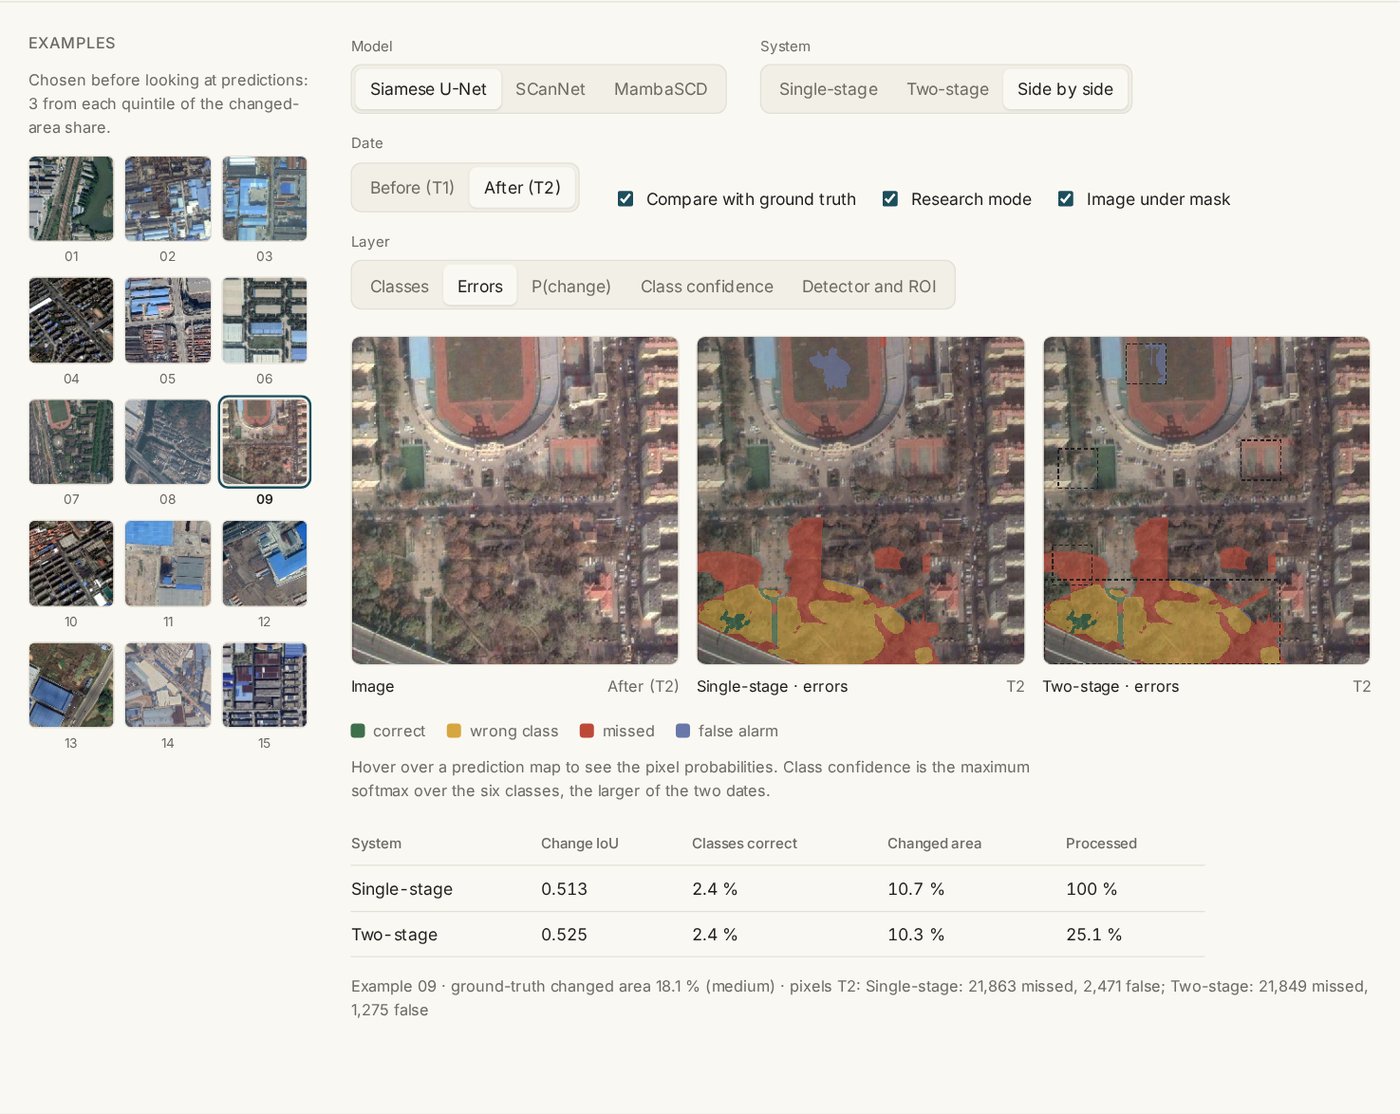 EXAMPLES
Chosen before looking at predictions:
3 from each quintile of the changed-
area share.
01 02 03
04 05 06
07 08 09
10 11 12
13 14 15
Model
Siamese U-Net SCanNet MambaSCD
System
Single-stage Two-stage Side by side
Date
Before (T1) After (T2)
Compare with ground truth Research mode Image under mask
Layer
Classes Errors P(change) Class confidence Detector and ROI
Image After (T2)
Single-stage · errors T2
Two-stage · errors T2
correct wrong class missed false alarm
Hover over a prediction map to see the pixel probabilities. Class confidence is the maximum
softmax over the six classes, the larger of the two dates.
System Change IoU Classes correct Changed area Processed
Single-stage 0.513 2.4 % 10.7 % 100 %
Two-stage 0.525 2.4 % 10.3 % 25.1 %
Example 09 · ground-truth changed area 18.1 % (medium) · pixels T2: Single-stage: 21,863 missed, 2,471 false; Two-stage: 21,849 missed,
1,275 false